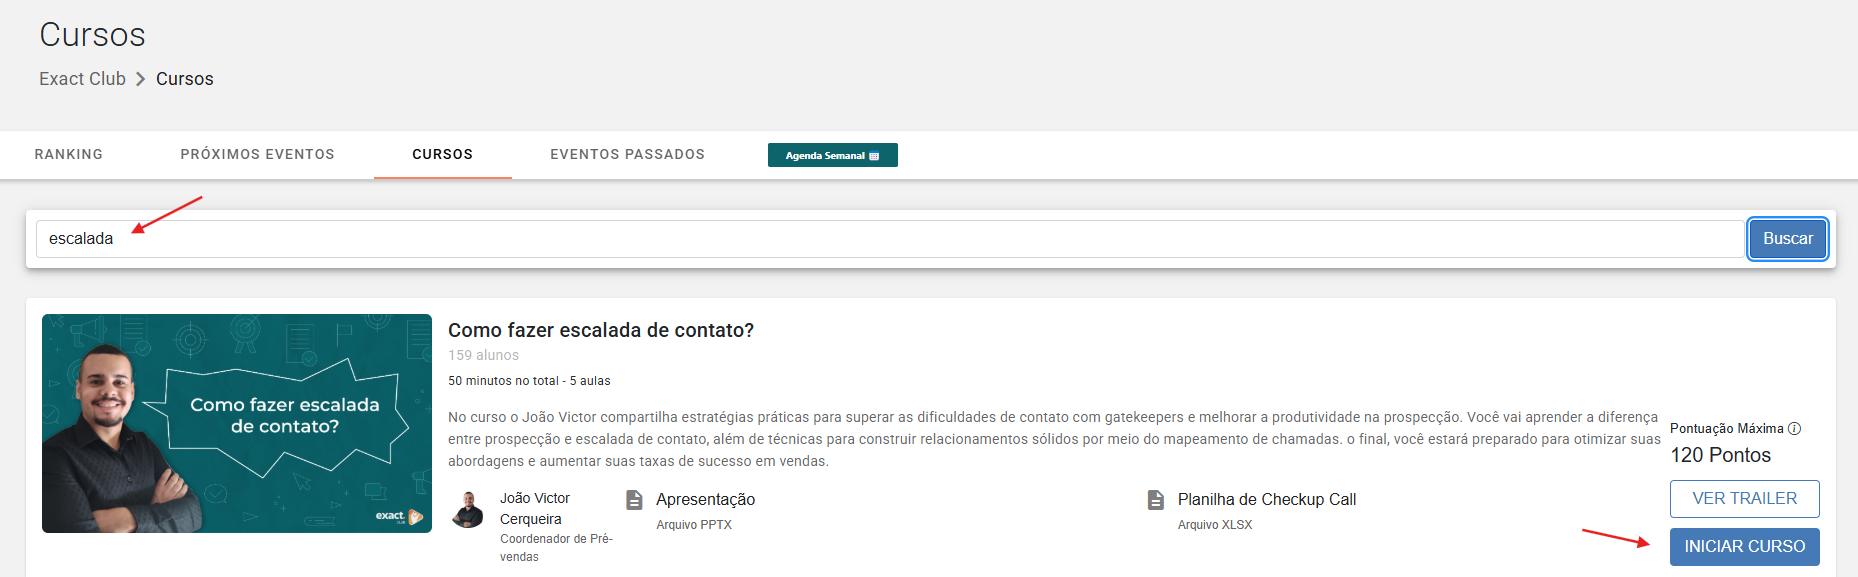 Cursos
Exact Club > Cursos
RANKING
PRÓXIMOS EVENTOS
CURSOS
EVENTOS PASSADOS
Agenda Semanal
escalada
Buscar
Como fazer escalada
de contato?
exact.
CLUB
Como fazer escalada de contato?
159 alunos
50 minutos no total - 5 aulas
No curso o João Victor compartilha estratégias práticas para superar as dificuldades de contato com gatekeepers e melhorar a produtividade na prospecção. Você vai aprender a diferença
entre prospecção e escalada de contato, além de técnicas para construir relacionamentos sólidos por meio do mapeamento de chamadas. o final, você estará preparado para otimizar suas
abordagens e aumentar suas taxas de sucesso em vendas.
João Victor
Cerqueira
Coordenador de Pré-
vendas
Apresentação
Arquivo PPTX
Planilha de Checkup Call
Arquivo XLSX
Pontuação Máxima
120 Pontos
VER TRAILER
INICIAR CURSO